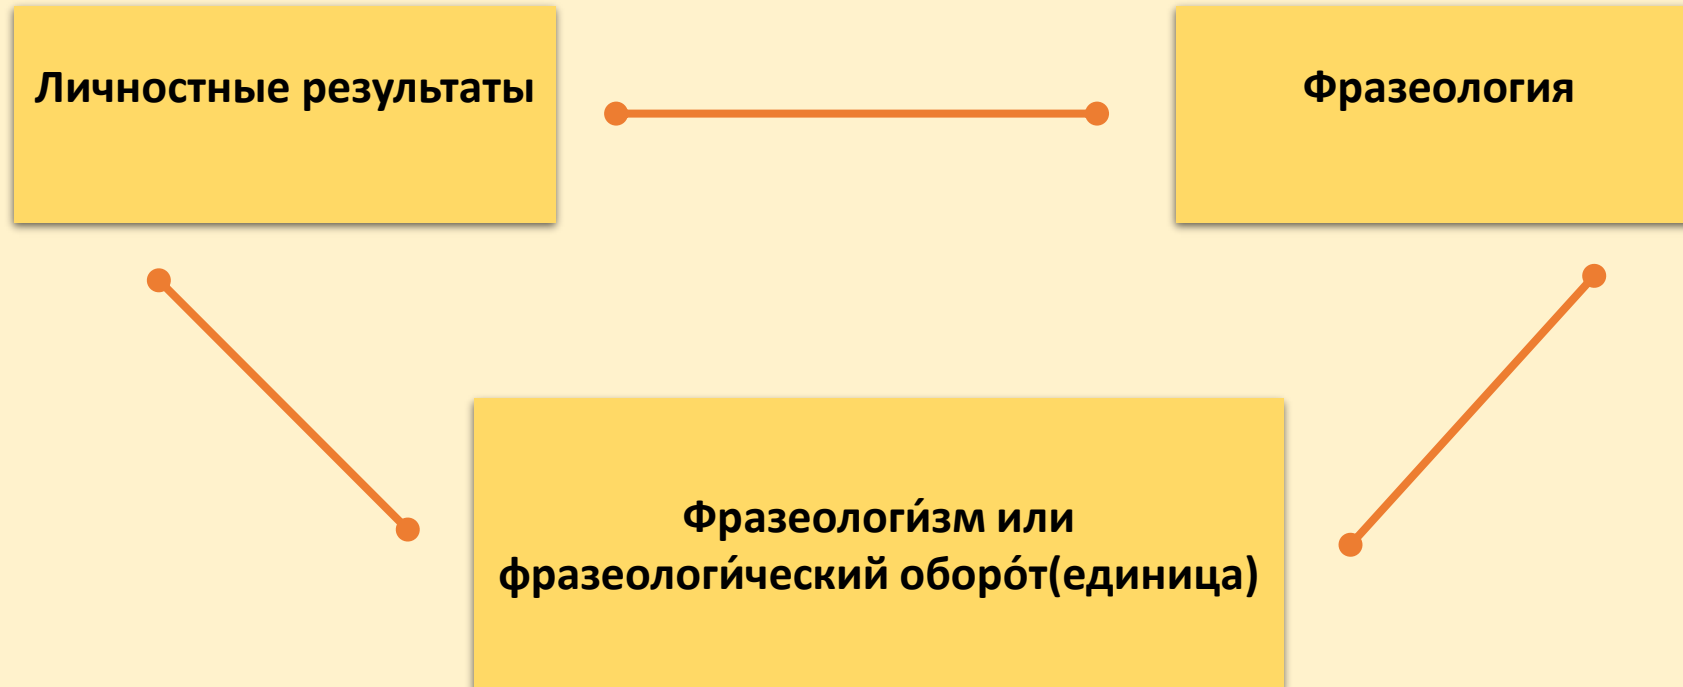 Личностные результаты
Фразеология
Фразеологи́зм или
фразеологи́ческий оборо́т(единица)